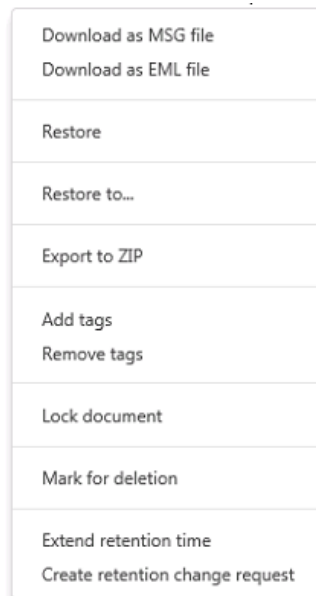 Download as MSG file
Download as EML file
Restore
Restore to...
Export to ZIP
Add tags
Remove tags
Lock document
Mark for deletion
Extend retention time
Create retention change request